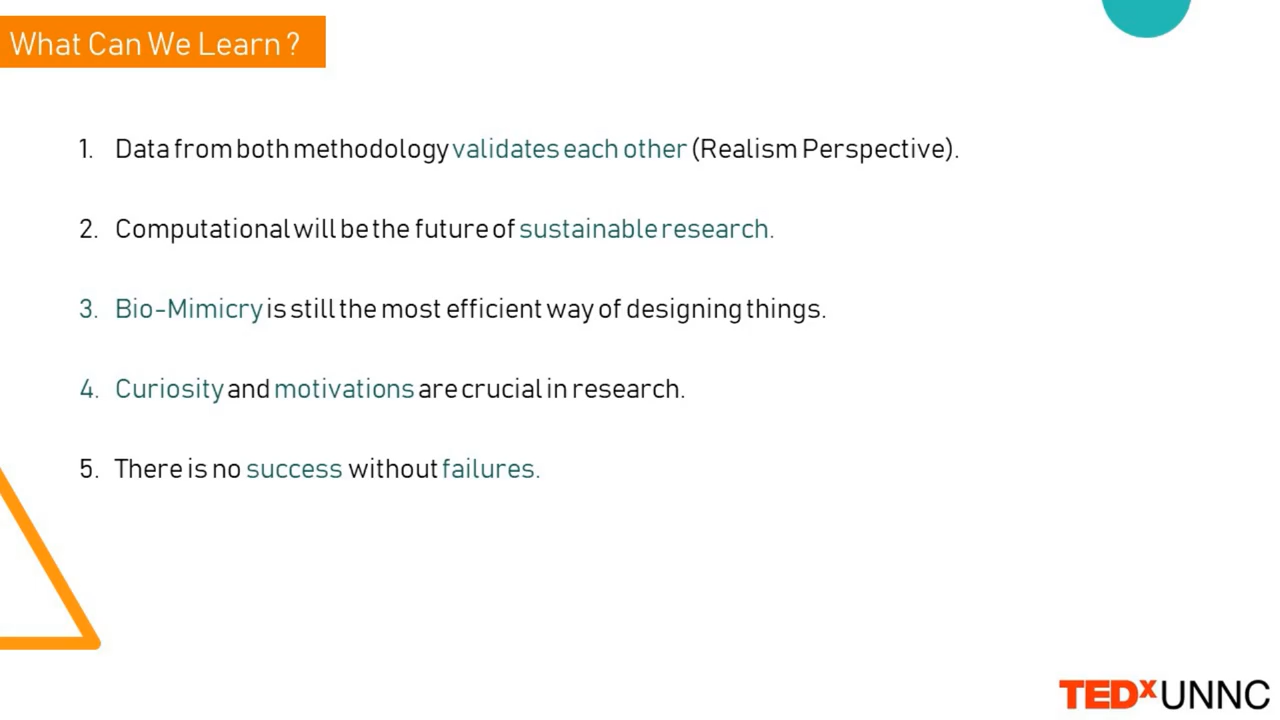 What Can We Learn ?
1. Data from both methodology validates each other (Realism Perspective).
2. Computational will be the future of sustainable research.
3. Bio-Mimicry is still the most efficient way of designing things.
4. Curiosity and motivations are crucial in research.
5. There is no success without failures.
TEDxUNNC